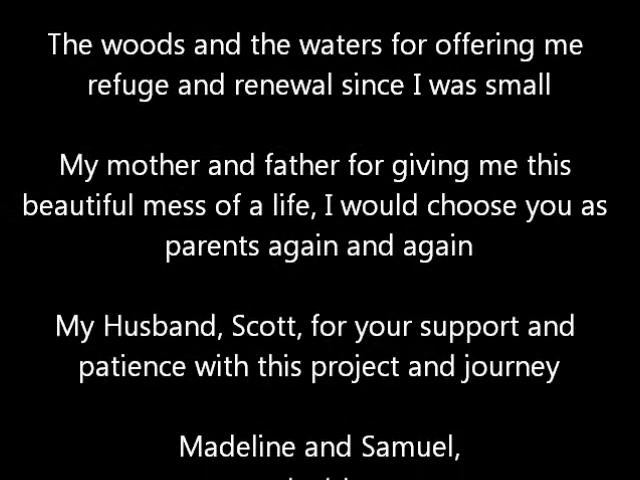 The woods and the waters for offering me
refuge and renewal since I was small
My mother and father for giving me this
beautiful mess of a life, I would choose you as
parents again and again
My Husband, Scott, for your support and
patience with this project and journey
Madeline and Samuel,